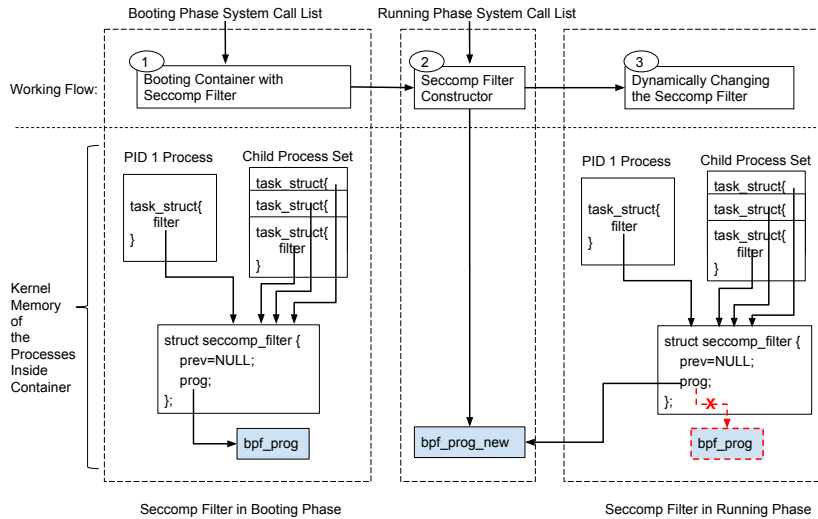 Booting Phase System Call List
Running Phase System Call List
Working Flow:
1
Booting Container with
Seccomp Filter
2
Seccomp Filter
Constructor
3
Dynamically Changing
the Seccomp Filter
PID 1 Process
task_struct{
filter
}
Child Process Set
task_struct{
task_struct{
task_struct{
filter
}
PID 1 Process
task_struct{
filter
}
Child Process Set
task_struct{
task_struct{
task_struct{
filter
}
Kernel
Memory
of
the
Processes
Inside
Container
struct seccomp_filter {
prev=NULL;
prog;
};
bpf_prog
bpf_prog_new
struct seccomp_filter {
prev=NULL;
prog;
};
X
bpf_prog
Seccomp Filter in Booting Phase
Seccomp Filter in Running Phase